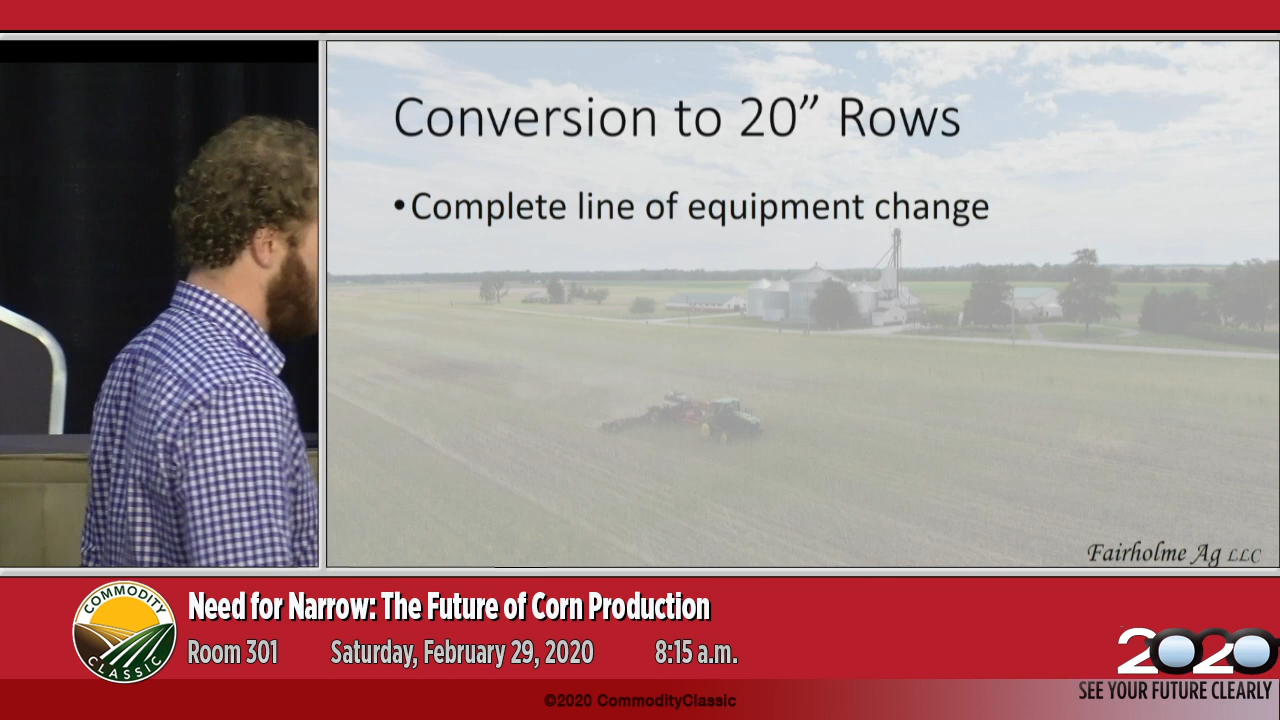 Conversion to 20” Rows
•Complete line of equipment change
Fairholme Ag LLC
COMMODITY
CLASSIC
Need for Narrow: The Future of Corn Production
Room 301 Saturday, February 29, 2020 8:15 a.m.
2020
SEE YOUR FUTURE CLEARLY
©2020 CommodityClassic